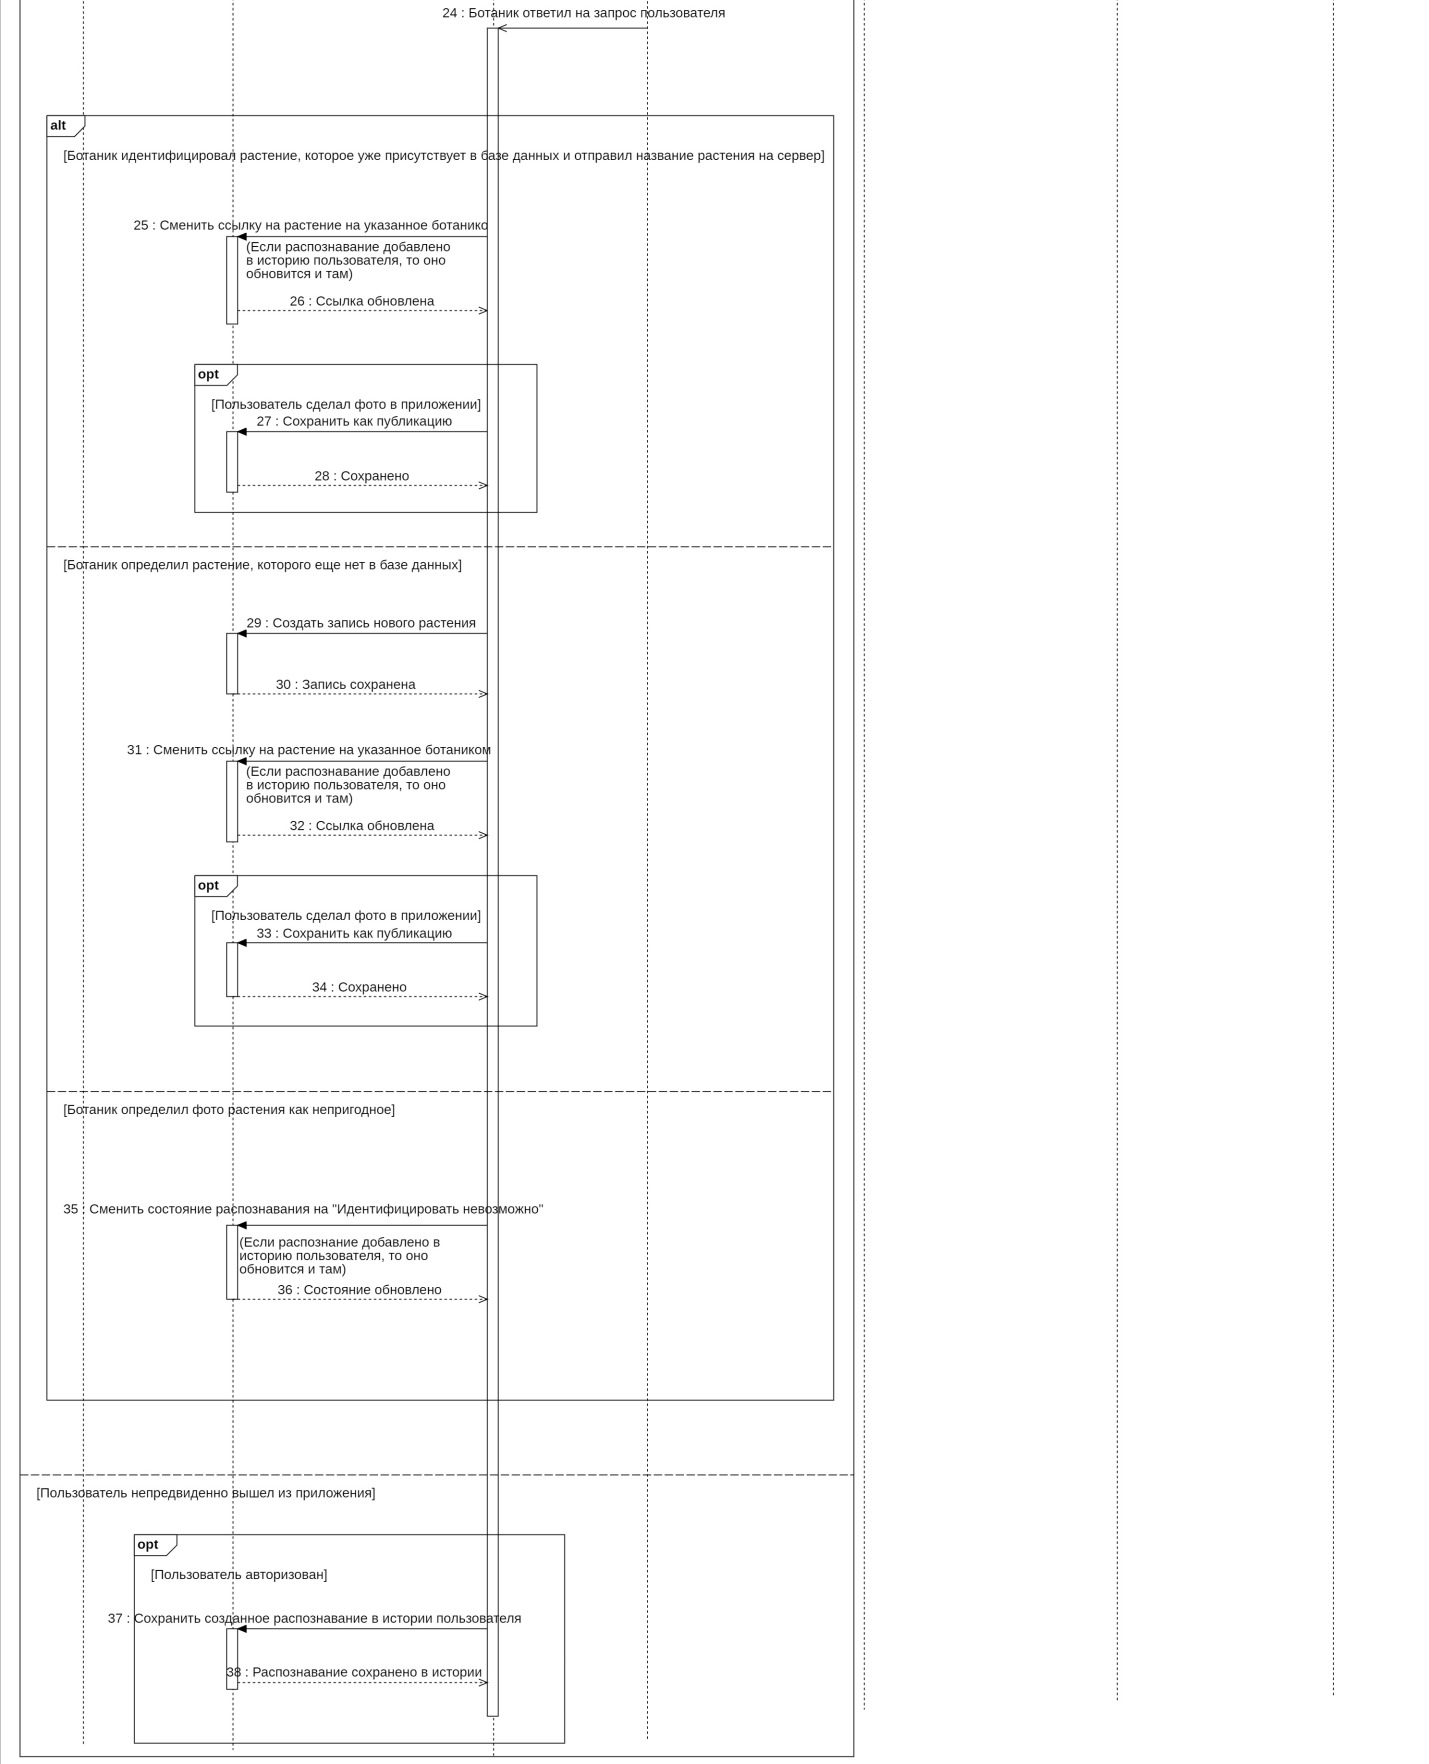 24 : Ботаник ответил на запрос пользователя
alt
[Ботаник идентифицировал растение, которое уже присутствует в базе данных и отправил название растения на сервер]
25 : Сменить ссылку на растение на указанное ботанико
(Если распознавание добавлено
в историю пользователя, то оно
обновится и там)
26 : Ссылка обновлена
opt
[Пользователь сделал фото в приложении]
27 : Сохранить как публикацию
28 : Сохранено
[Ботаник определил растение, которого еще нет в базе данных]
29 : Создать запись нового растения
30 : Запись сохранена
31 : Сменить ссылку на растение на указанное ботаником
(Если распознавание добавлено
в историю пользователя, то оно
обновится и там)
32 : Ссылка обновлена
opt
[Пользователь сделал фото в приложении]
33 : Сохранить как публикацию
34 : Сохранено
[Ботаник определил фото растения как непригодное]
35 : Сменить состояние распознавания на "Идентифицировать невозможно"
(Если распознание добавлено в
историю пользователя, то оно
обновится и там)
36 : Состояние обновлено
[Пользователь непредвиденно вышел из приложения]
opt
[Пользователь авторизован]
37 : Сохранить созданное распознавание в истории пользователя
38 : Распознавание сохранено в истории